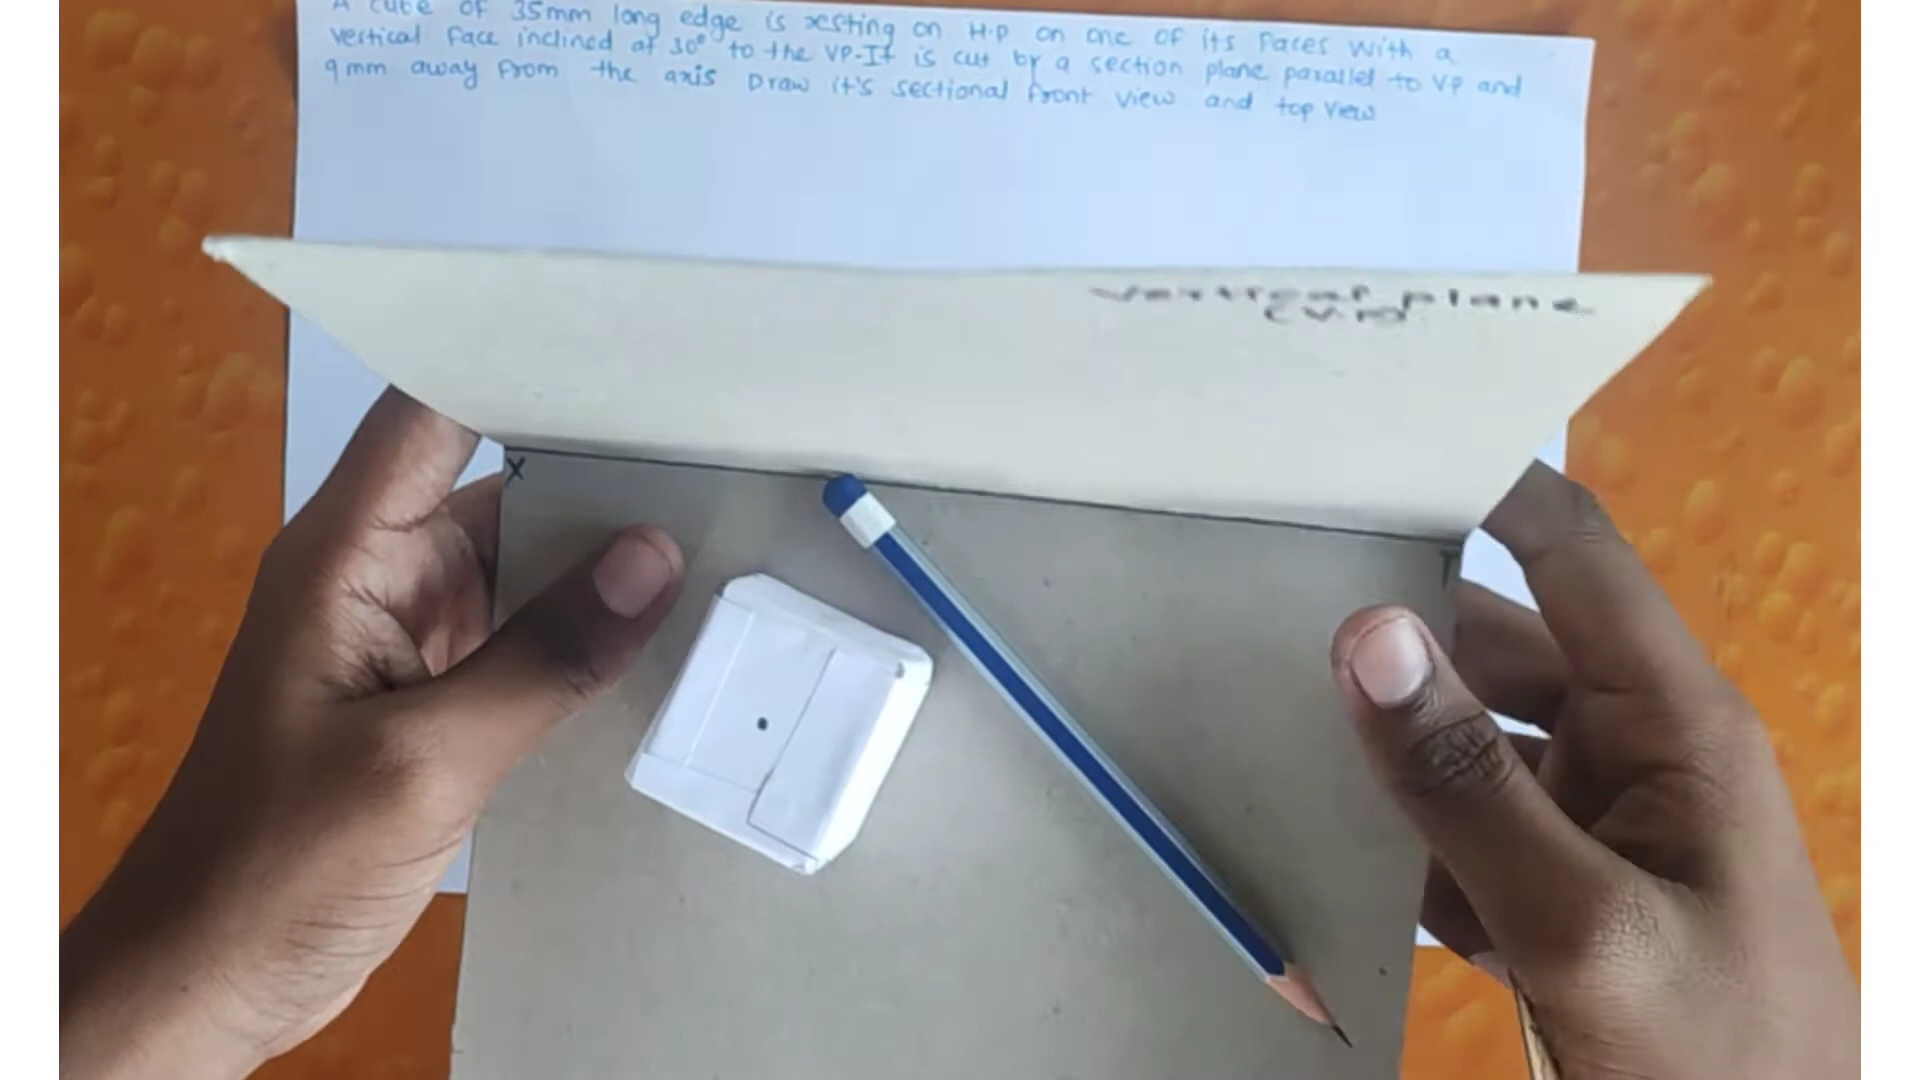 A cube of 35mm long edge is resting on H.P on one of its faces with a
vertical face inclined at 30° to the VP. It is cut by a section plane parallel to VP and
9mm away from the axis Draw it's sectional front view and top view
vertical plane
(V.P)
X